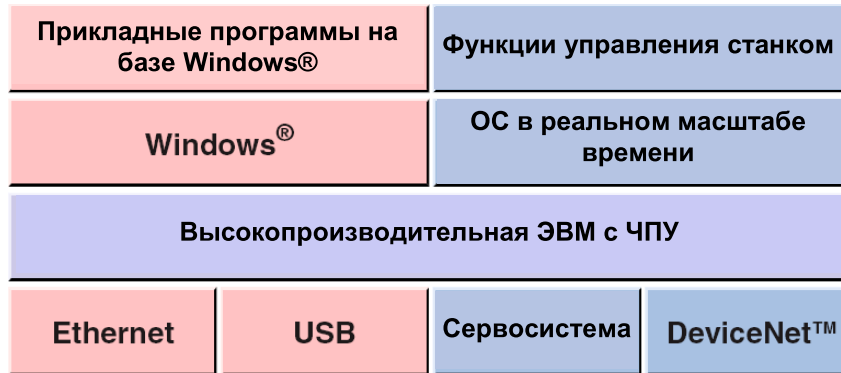 Прикладные программы на
базе Windows®
Функции управления станком
Windows®
ОС в реальном масштабе
времени
Высокопроизводительная ЭВМ с ЧПУ
Ethernet
USB
Сервосистема
DeviceNet™